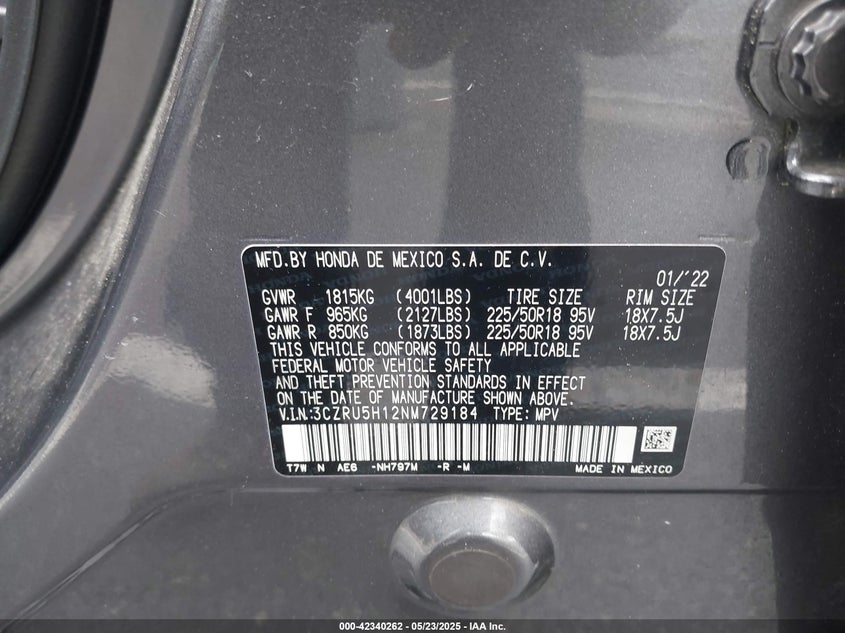 MFD.BY HONDA DE MEXICO S.A. DE C.V.
01/'22
GVWR 1815KG (4001LBS) TIRE SIZE RIM SIZE
GAWR F 965KG (2127LBS) 225/50R18 95V 18X7.5J
GAWR R 850KG (1873LBS) 225/50R18 95V 18X7.5J
THIS VEHICLE CONFORMS TO ALL APPLICABLE
FEDERAL MOTOR VEHICLE SAFETY
AND THEFT PREVENTION STANDARDS IN EFFECT
ON THE DATE OF MANUFACTURE SHOWN ABOVE.
V.I.N:3CZRU5H12NM729184 TYPE: MPV
T7W N AE6 -NH797M -R -M MADE IN MEXICO
000-42340262 - 05/23/2025 - IAA Inc.